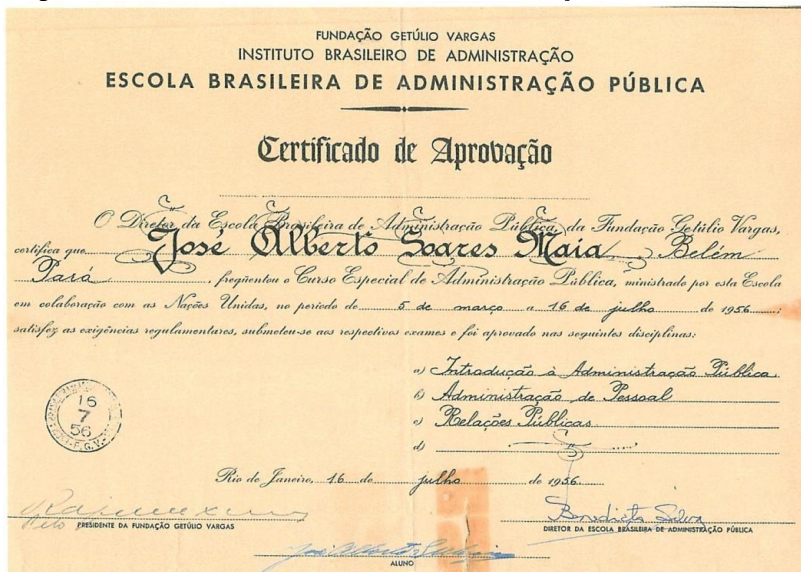 FUNDAÇÃO GETÚLIO VARGAS
INSTITUTO BRASILEIRO DE ADMINISTRAÇÃO
ESCOLA BRASILEIRA DE ADMINISTRAÇÃO PÚBLICA
Certificado de Aprovação
O Diretor da Escola Brasileira de Administração Pública, da Fundação Getúlio Vargas,
certifica que José Alberto Soares Maia, Belém
Pará, freqüentou o Curso Especial de Administração Pública, ministrado por esta Escola
em colaboração com as Nações Unidas, no período de 5 de março a 16 de julho de 1956;
satisfez as exigências regulamentares, submeteu-se aos respectivos exames e foi aprovado nas seguintes disciplinas:
a) Introdução à Administração Pública
b) Administração de Pessoal
c) Relações Públicas
d)
16
7
56
F.G.V.
Rio de Janeiro, 16 de julho de 1956.
Benedicto Silva
PRESIDENTE DA FUNDAÇÃO GETÚLIO VARGAS
DIRETOR DA ESCOLA BRASILEIRA DE ADMINISTRAÇÃO PÚBLICA
ALUNO